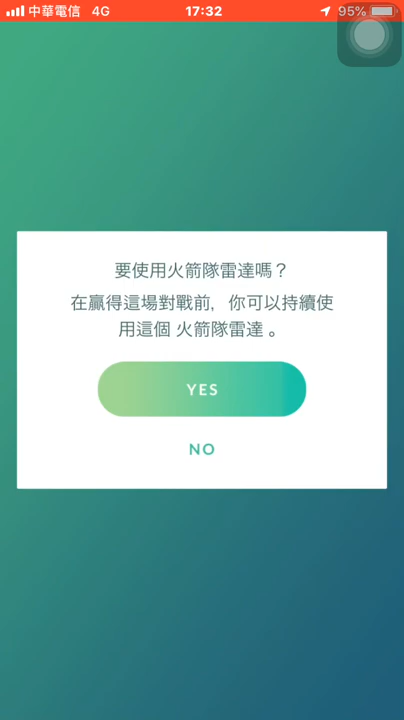 中華電信 4G 17:32 95%
要使用火箭隊雷達嗎？
在贏得這場對戰前，你可以持續使
用這個 火箭隊雷達 。
YES
NO